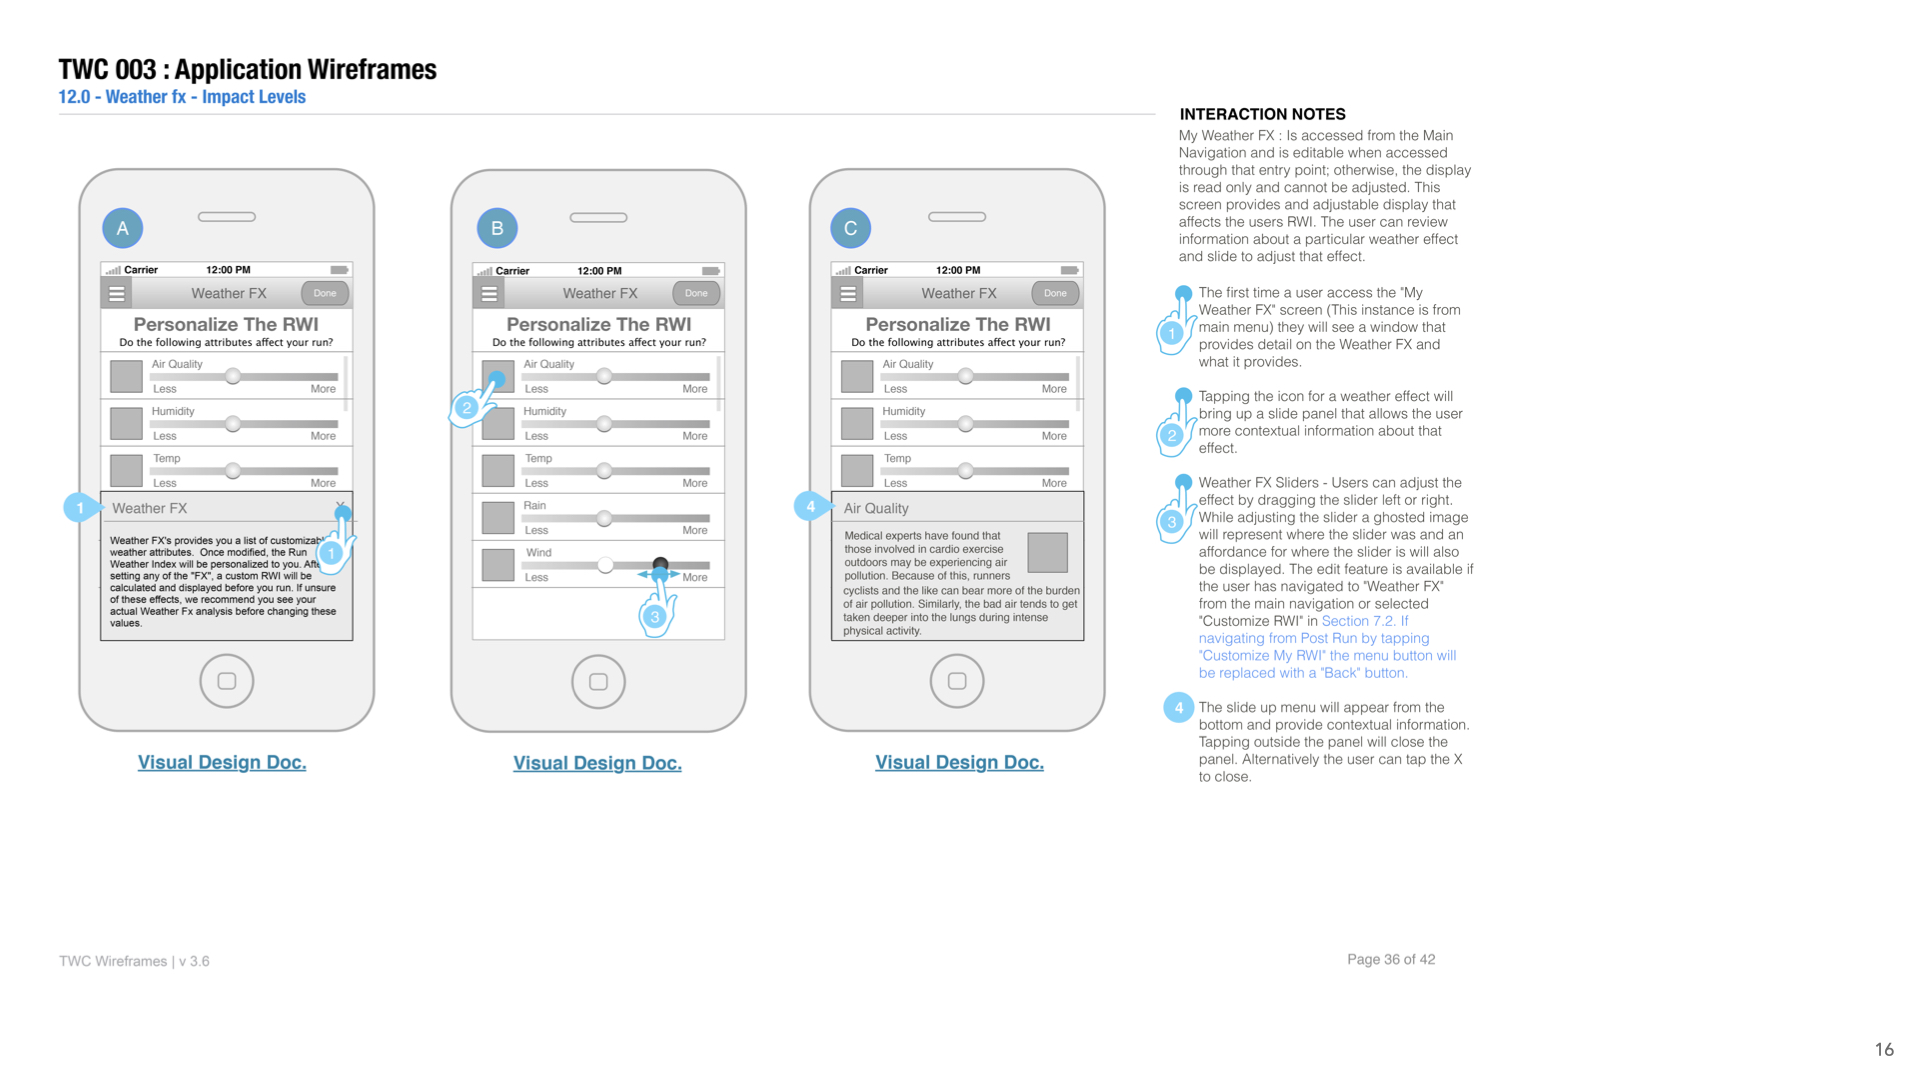 TWC 003 : Application Wireframes
12.0 - Weather fx - Impact Levels
A
Carrier 12:00 PM
Weather FX Done
Personalize The RWI
Do the following attributes affect your run?
Air Quality
Less More
Humidity
Less More
Temp
Less More
1
Weather FX X
Weather FX's provides you a list of customizab
weather attributes. Once modified, the Run
Weather Index will be personalized to you. Afte
setting any of the "FX", a custom RWI will be
calculated and displayed before you run. If unsure
of these effects, we recommend you see your
actual Weather Fx analysis before changing these
values.
1
Visual Design Doc.
B
Carrier 12:00 PM
Weather FX Done
Personalize The RWI
Do the following attributes affect your run?
Air Quality
Less More
2
Humidity
Less More
Temp
Less More
Rain
Less More
Wind
Less More
3
Visual Design Doc.
C
Carrier 12:00 PM
Weather FX Done
Personalize The RWI
Do the following attributes affect your run?
Air Quality
Less More
Humidity
Less More
Temp
Less More
4
Air Quality
Medical experts have found that
those involved in cardio exercise
outdoors may be experiencing air
pollution. Because of this, runners
cyclists and the like can bear more of the burden
of air pollution. Similarly, the bad air tends to get
taken deeper into the lungs during intense
physical activity.
Visual Design Doc.
INTERACTION NOTES
My Weather FX : Is accessed from the Main
Navigation and is editable when accessed
through that entry point; otherwise, the display
is read only and cannot be adjusted. This
screen provides and adjustable display that
affects the users RWI. The user can review
information about a particular weather effect
and slide to adjust that effect.
1
The first time a user access the "My
Weather FX" screen (This instance is from
main menu) they will see a window that
provides detail on the Weather FX and
what it provides.
2
Tapping the icon for a weather effect will
bring up a slide panel that allows the user
more contextual information about that
effect.
3
Weather FX Sliders - Users can adjust the
effect by dragging the slider left or right.
While adjusting the slider a ghosted image
will represent where the slider was and an
affordance for where the slider is will also
be displayed. The edit feature is available if
the user has navigated to "Weather FX"
from the main navigation or selected
"Customize RWI" in Section 7.2. If
navigating from Post Run by tapping
"Customize My RWI" the menu button will
be replaced with a "Back" button.
4
The slide up menu will appear from the
bottom and provide contextual information.
Tapping outside the panel will close the
panel. Alternatively the user can tap the X
to close.
TWC Wireframes | v 3.6
Page 36 of 42
16